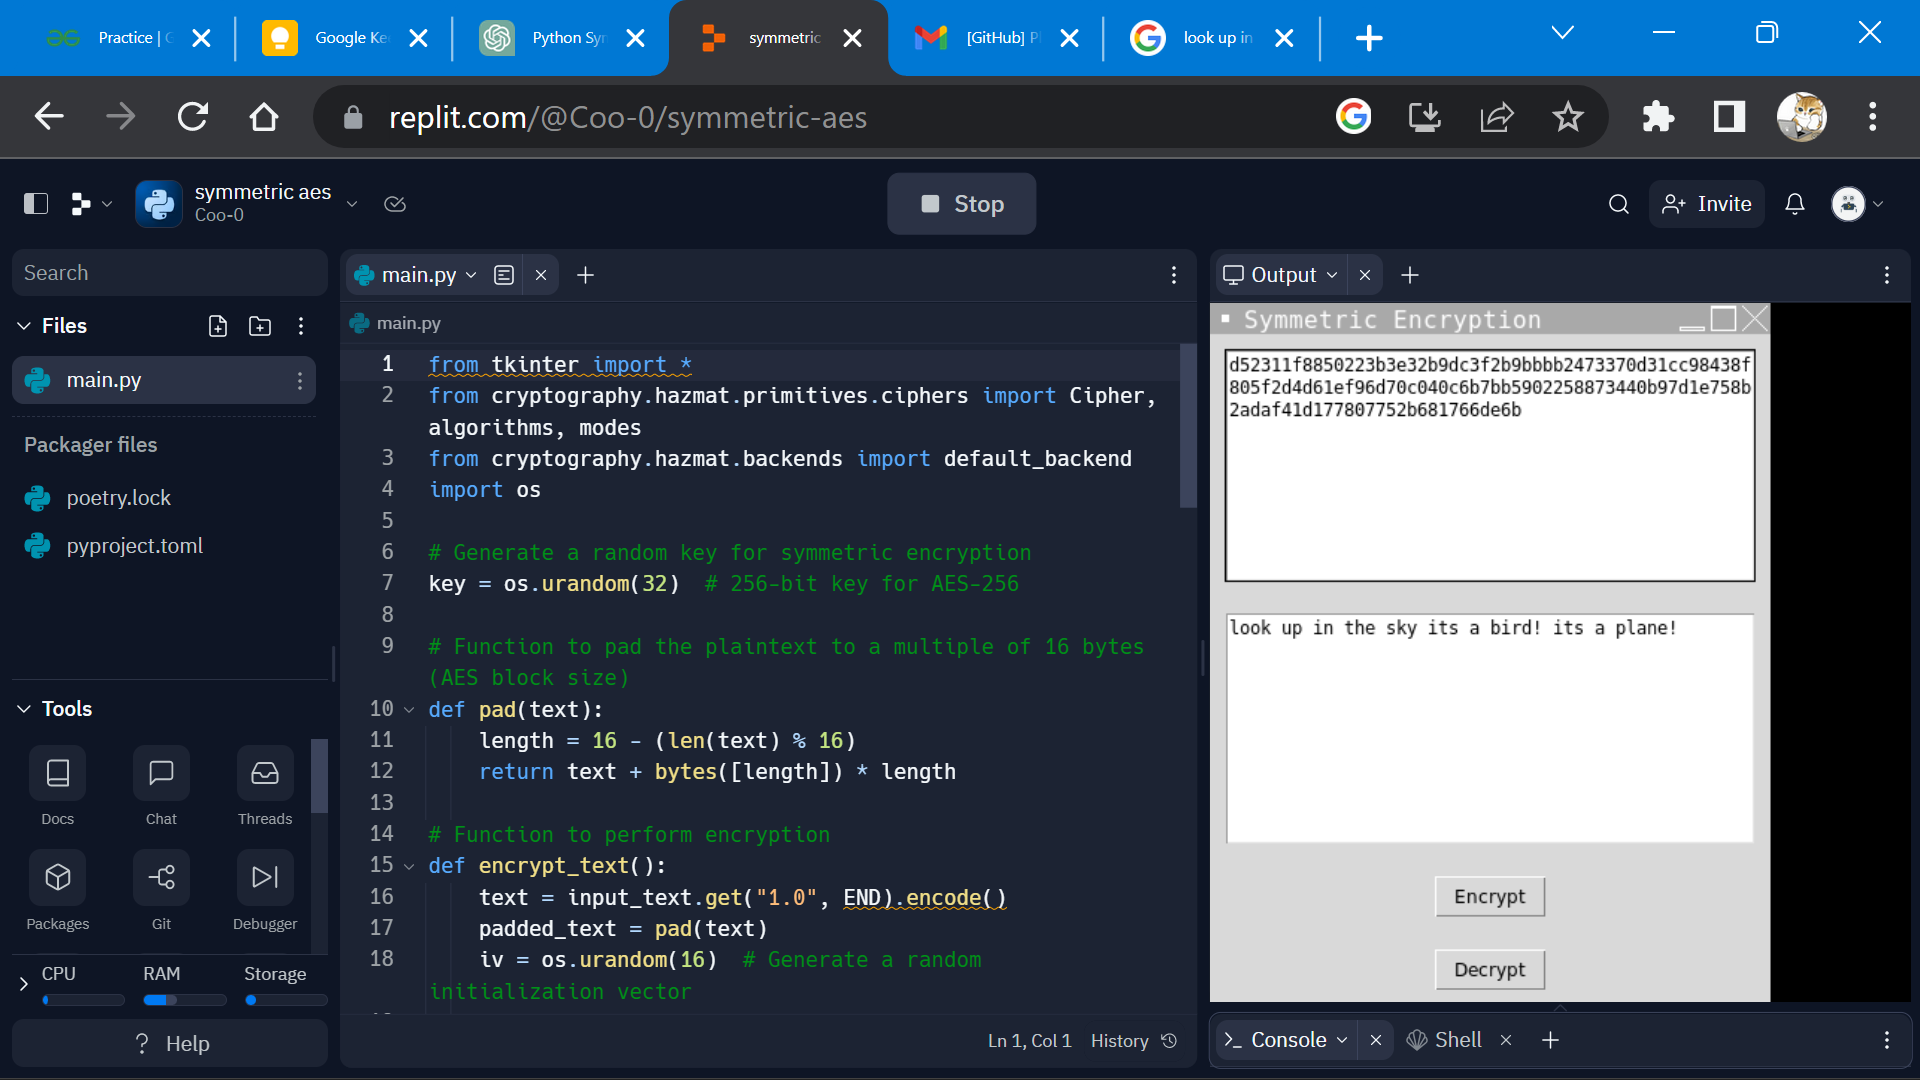 Practice |
Google Ke
Python Syn
symmetric
[GitHub] P
look up in
replit.com/@Coo-0/symmetric-aes
symmetric aes
Coo-0
Stop
Invite
Search
Files
main.py
Packager files
poetry.lock
pyproject.toml
Tools
Docs
Chat
Threads
Packages
Git
Debugger
CPU
RAM
Storage
? Help
main.py
main.py
1 from tkinter import *
2 from cryptography.hazmat.primitives.ciphers import Cipher,
algorithms, modes
3 from cryptography.hazmat.backends import default_backend
4 import os
5
6 # Generate a random key for symmetric encryption
7 key = os.urandom(32)  # 256-bit key for AES-256
8
9 # Function to pad the plaintext to a multiple of 16 bytes
(AES block size)
10 def pad(text):
11     length = 16 - (len(text) % 16)
12     return text + bytes([length]) * length
13
14 # Function to perform encryption
15 def encrypt_text():
16     text = input_text.get("1.0", END).encode()
17     padded_text = pad(text)
18     iv = os.urandom(16)  # Generate a random
initialization vector
Ln 1, Col 1
History
Output
Symmetric Encryption
d52311f8850223b3e32b9dc3f2b9bbbb2473370d31cc98438f
805f2d4d61ef96d70c040c6b7bb5902258873440b97d1e758b
2adaf41d177807752b681766de6b
look up in the sky its a bird! its a plane!
Encrypt
Decrypt
Console
Shell